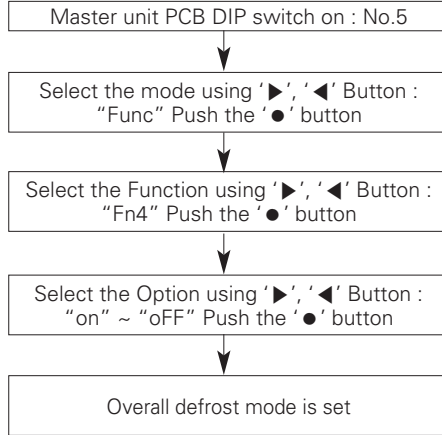 Master unit PCB DIP switch on : No.5
Select the mode using ‘▶’, ‘◀’ Button :
“Func” Push the ‘●’ button
Select the Function using ‘▶’, ‘◀’ Button :
“Fn4” Push the ‘●’ button
Select the Option using ‘▶’, ‘◀’ Button :
“on” ~ “oFF” Push the ‘●’ button
Overall defrost mode is set